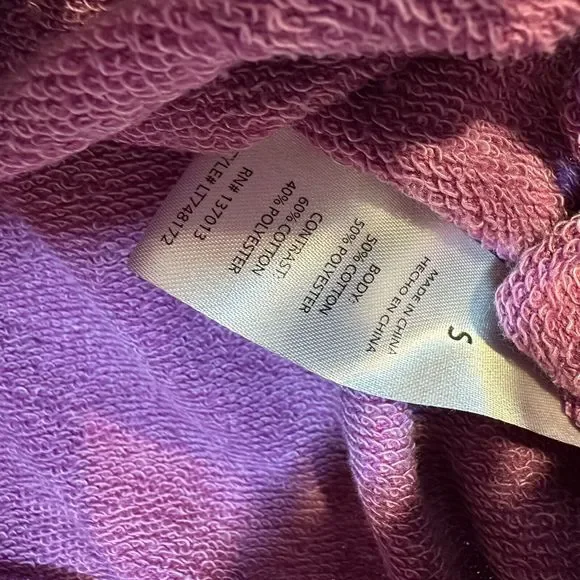 S
MADE IN CHINA
HECHO EN CHINA
BODY:
50% COTTON
50% POLYESTER
CONTRAST:
60% COTTON
40% POLYESTER
RN# 137013
STYLE# LT748172